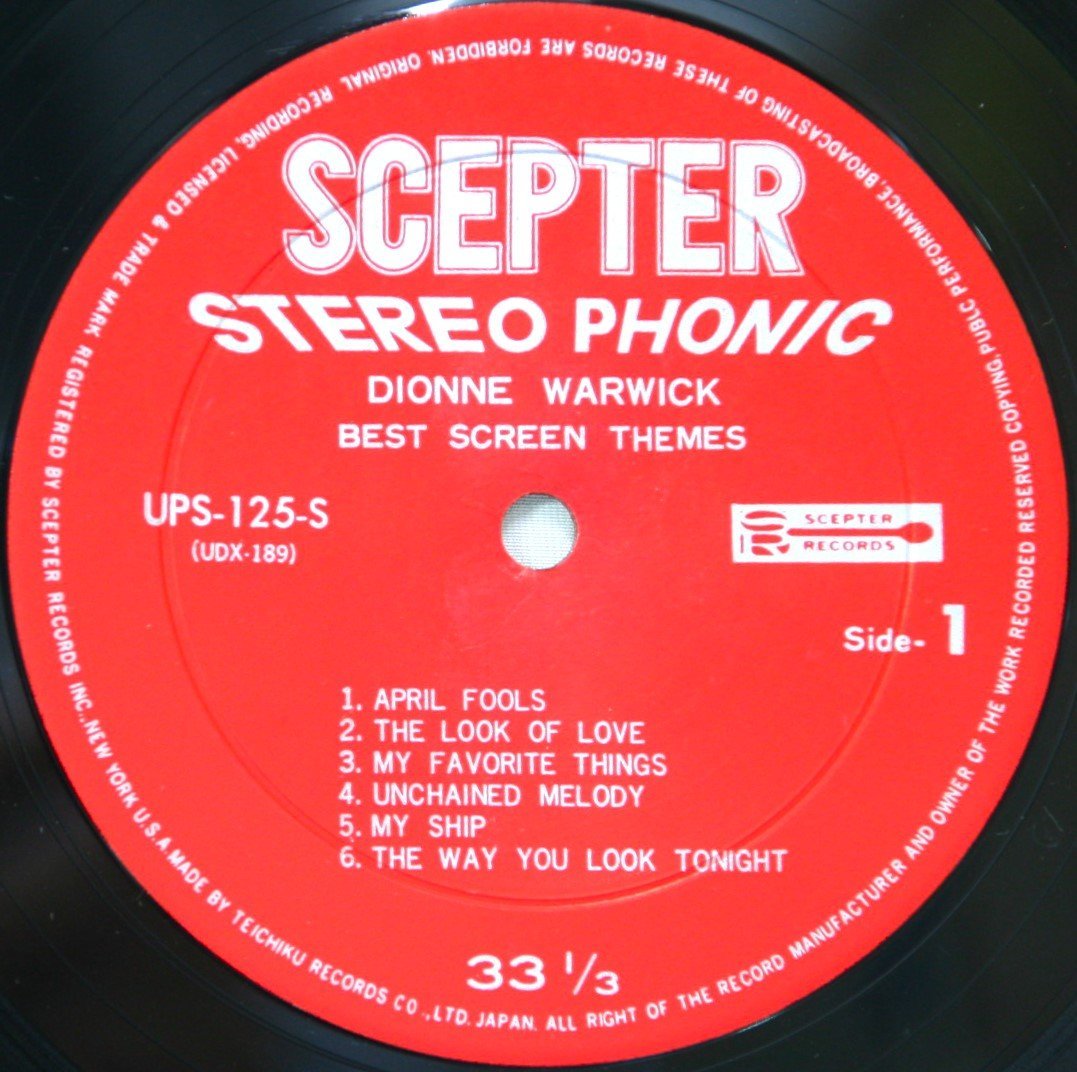 SCEPTER
STEREO PHONIC
DIONNE WARWICK
BEST SCREEN THEMES
UPS-125-S
(UDX-189)
SCEPTER
RECORDS
Side-1
1. APRIL FOOLS
2. THE LOOK OF LOVE
3. MY FAVORITE THINGS
4. UNCHAINED MELODY
5. MY SHIP
6. THE WAY YOU LOOK TONIGHT
33 1/3
ORIGINAL RECORDING, LICENSED & TRADE MARK REGISTERED BY SCEPTER RECORDS INC., NEW YORK U.S.A MADE BY TEICHIKU RECORDS CO., LTD. JAPAN. ALL RIGHT OF THE RECORD MANUFACTURER AND OWNER OF THE WORK RECORDED RESERVED COPYING, PUBLIC PERFORMANCE, BROADCASTING OF THESE RECORDS ARE FORBIDDEN.